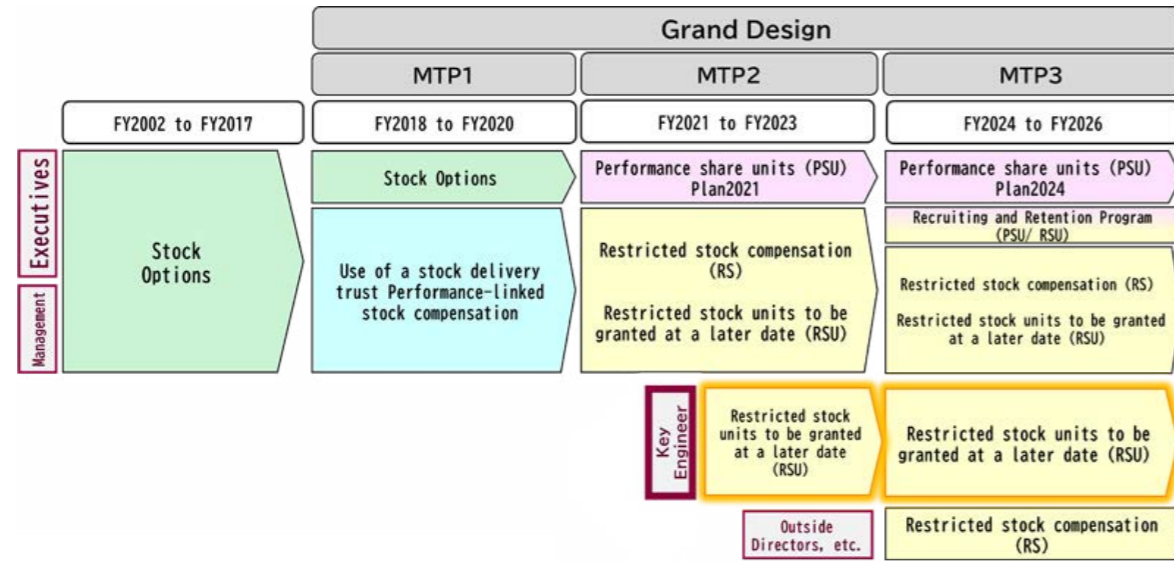 Grand Design
MTP1
MTP2
MTP3
FY2002 to FY2017
FY2018 to FY2020
FY2021 to FY2023
FY2024 to FY2026
Executives
Management
Stock
Options
Stock Options
Use of a stock delivery
trust Performance-linked
stock compensation
Performance share units (PSU)
Plan2021
Restricted stock compensation
(RS)
Restricted stock units to be
granted at a later date (RSU)
Performance share units (PSU)
Plan2024
Recruiting and Retention Program
(PSU/ RSU)
Restricted stock compensation (RS)
Restricted stock units to be granted
at a later date (RSU)
Key
Engineer
Restricted stock
units to be granted
at a later date
(RSU)
Restricted stock units to be
granted at a later date (RSU)
Outside
Directors, etc.
Restricted stock compensation
(RS)